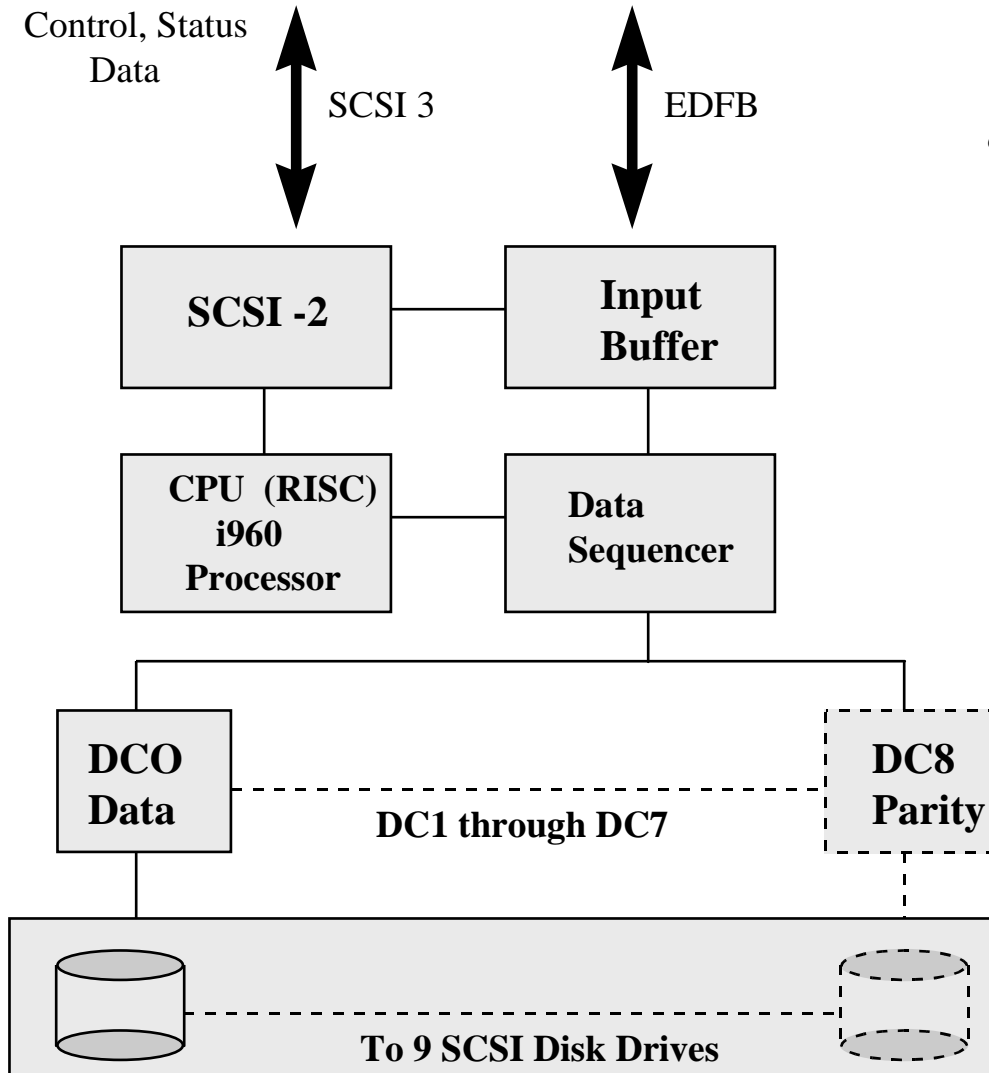 Control, Status
Data
SCSI 3
EDFB
SCSI -2
Input
Buffer
CPU (RISC)
i960
Processor
Data
Sequencer
DCO
Data
DC1 through DC7
DC8
Parity
To 9 SCSI Disk Drives